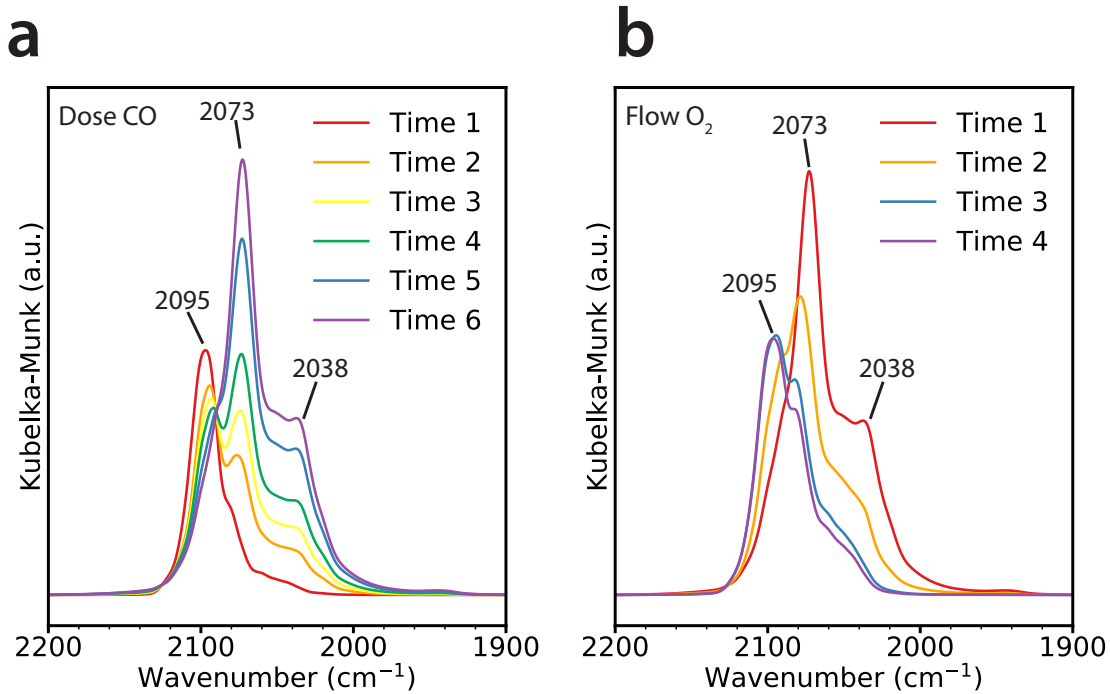 a
Dose CO
2073
2095
2038
Time 1
Time 2
Time 3
Time 4
Time 5
Time 6
Kubelka-Munk (a.u.)
2200
2100
2000
1900
Wavenumber (cm⁻¹)
b
Flow O₂
2073
2095
2038
Time 1
Time 2
Time 3
Time 4
Kubelka-Munk (a.u.)
2200
2100
2000
1900
Wavenumber (cm⁻¹)